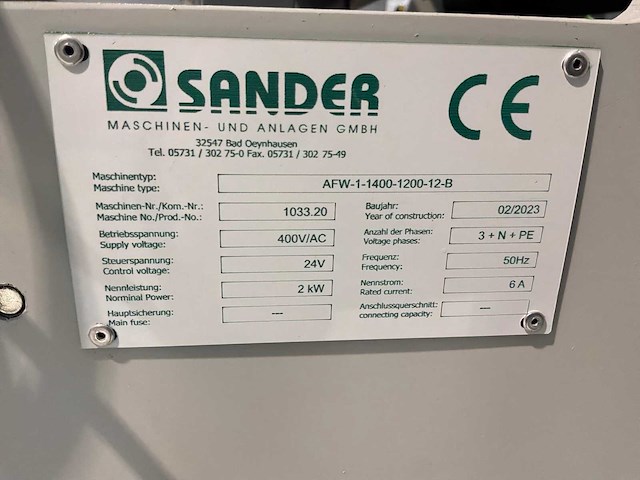 SANDER
MASCHINEN- UND ANLAGEN GMBH
32547 Bad Oeynhausen
Tel. 05731 / 302 75-0 Fax. 05731 / 302 75-49
CE
Maschinentyp:
Machine type:
AFW-1-1400-1200-12-B
Maschinen-Nr./Kom.-Nr.:
Machine No./Prod.-No.:
1033.20
Baujahr:
Year of construction:
02/2023
Betriebsspannung:
Supply voltage:
400V/AC
Anzahl der Phasen:
Voltage phases:
3 + N + PE
Steuerspannung:
Control voltage:
24V
Frequenz:
Frequency:
50Hz
Nennleistung:
Norminal Power:
2 kW
Nennstrom:
Rated current:
6 A
Hauptsicherung:
Main fuse:
---
Anschlussquerschnitt:
connecting capacity:
---